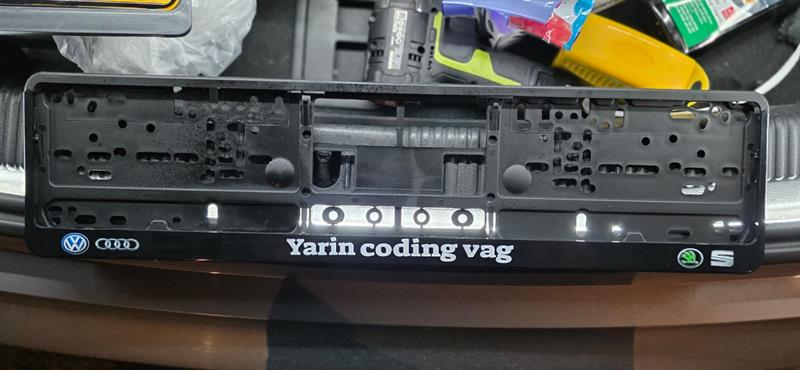 Yarin coding vag